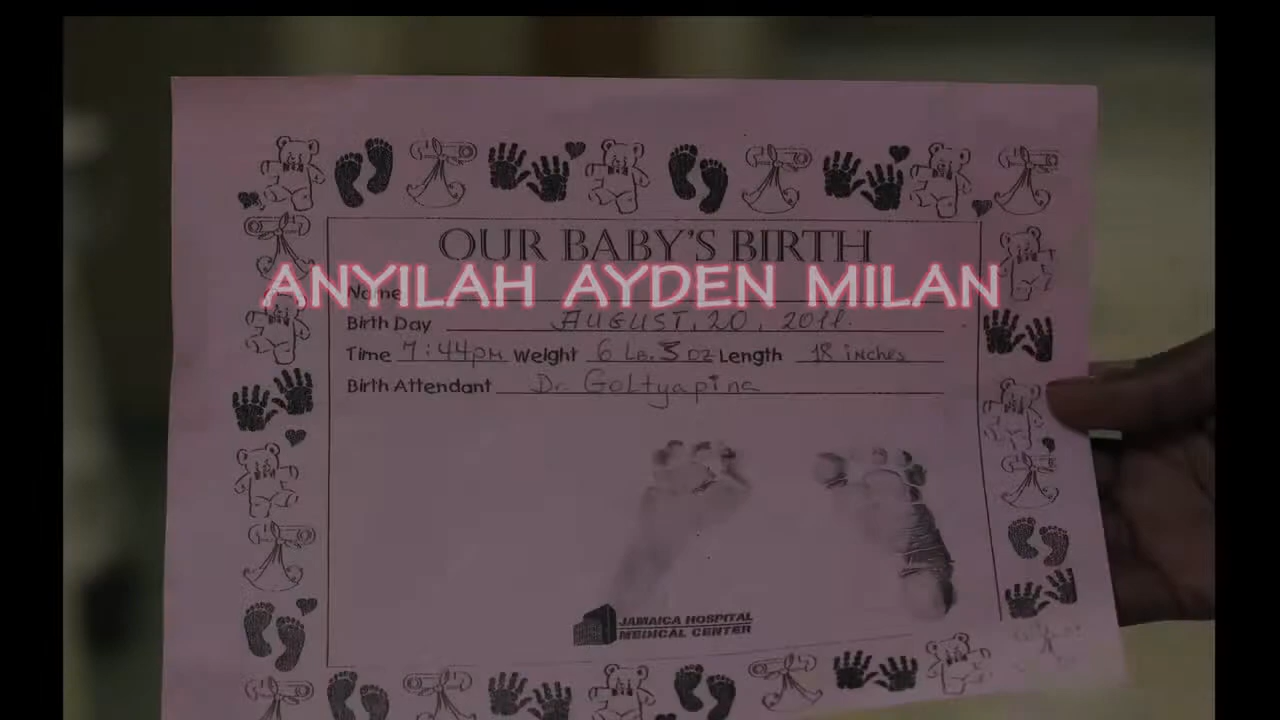 OUR BABY'S BIRTH
ANYILAH AYDEN MILAN
Name
Birth Day AUGUST, 20, 2011.
Time 7:44pm Weight 6 Lb. 3 oz Length 18 inches
Birth Attendant Dr. Goltyapina
JAMAICA HOSPITAL
MEDICAL CENTER